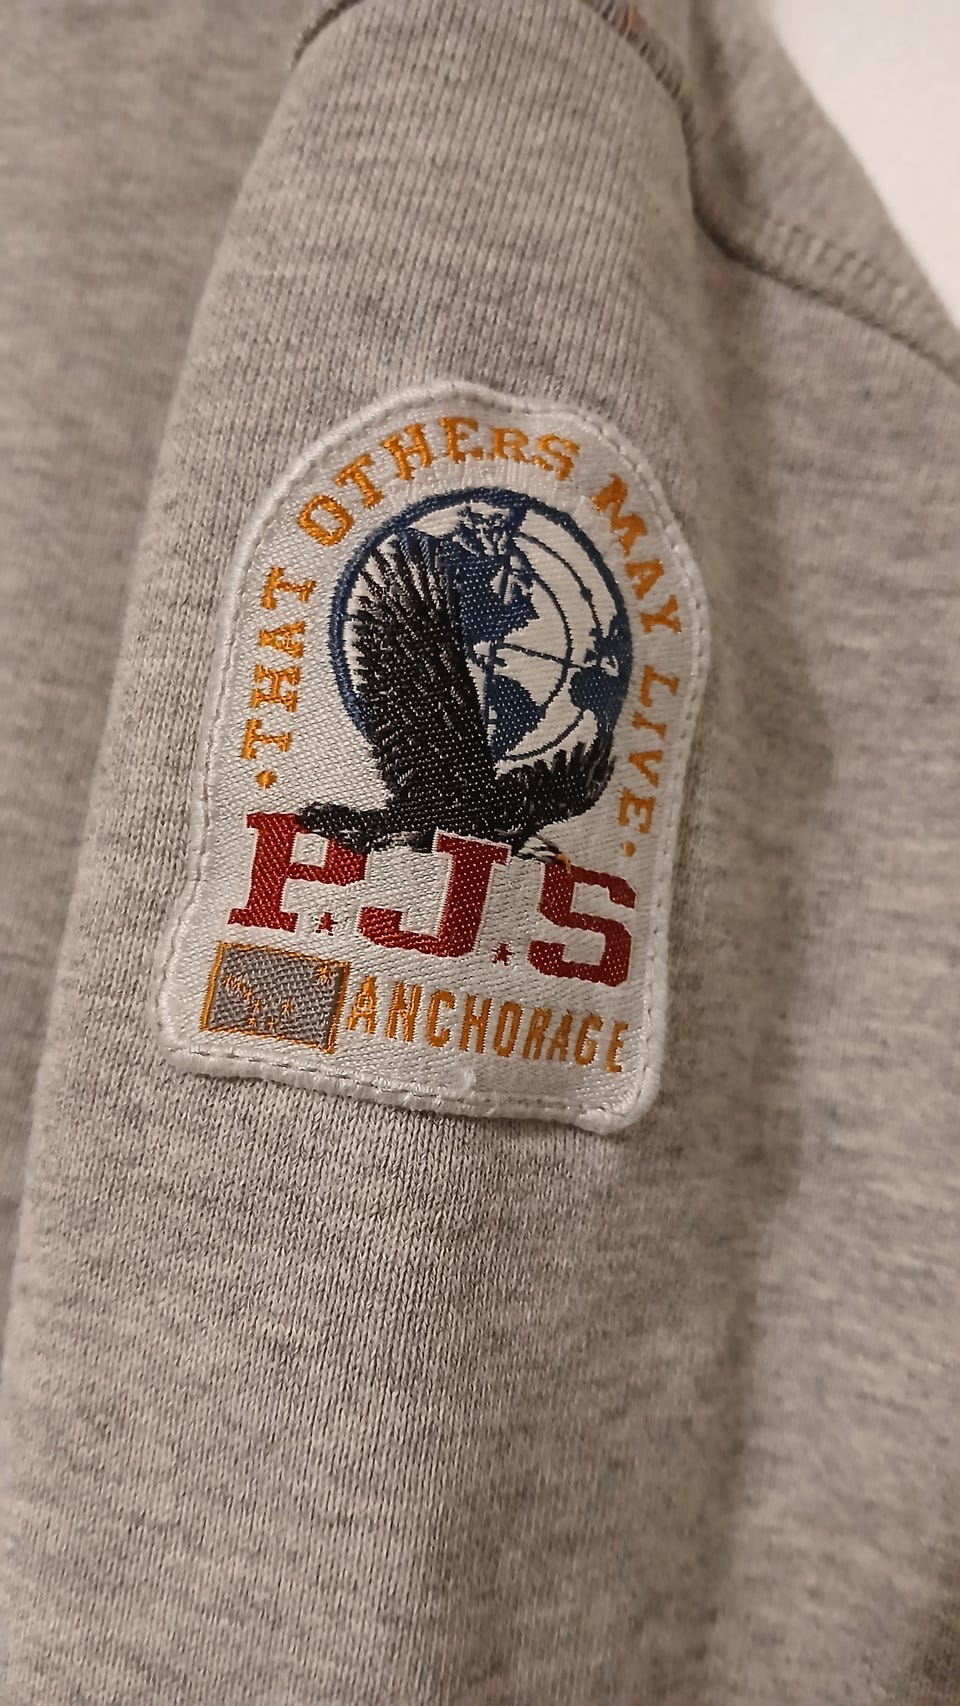 ·THAT OTHERS MAY LIVE·
P.J.S
ANCHORAGE